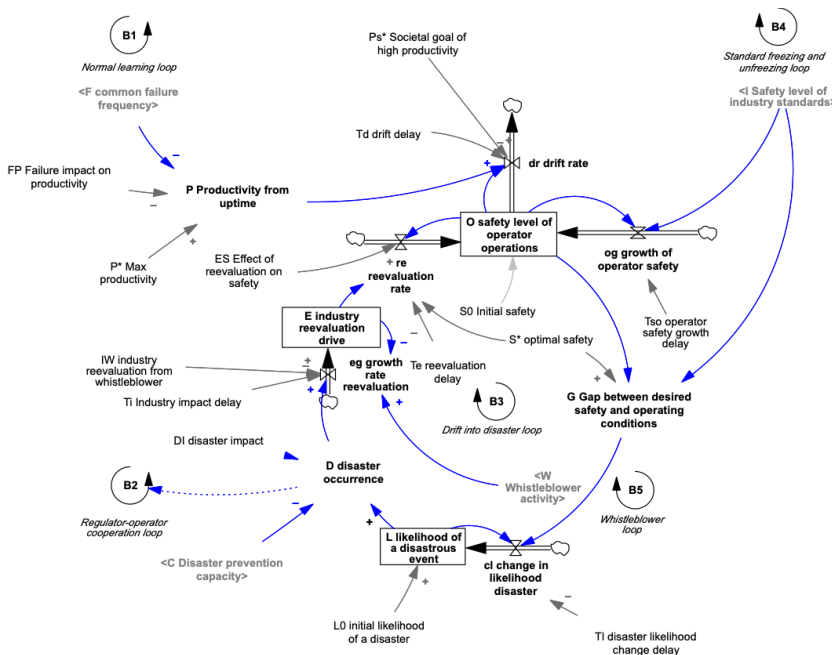 B1
Normal learning loop
<F common failure
frequency>
Ps* Societal goal of
high productivity
B4
Standard freezing and
unfreezing loop
<I Safety level of
industry standards>
Td drift delay
dr drift rate
FP Failure impact on
productivity
P Productivity from
uptime
O safety level of
operator
operations
P* Max
productivity
ES Effect of
reevaluation on
safety
re
reevaluation
rate
og growth of
operator safety
E industry
reevaluation
drive
S0 Initial
safety
S* optimal safety
Tso operator
safety growth
delay
IW industry
reevaluation from
whistleblower
eg growth
rate
reevaluation
Te reevaluation
delay
Ti Industry impact delay
B3
Drift into disaster loop
G Gap between desired
safety and operating
conditions
DI disaster impact
B2
Regulator-operator
cooperation loop
D disaster
occurrence
<W
Whistleblower
activity>
B5
Whistleblower
loop
<C Disaster prevention
capacity>
L likelihood of
a disastrous
event
cl change in
likelihood
disaster
L0 initial likelihood
of a disaster
Tl disaster likelihood
change delay